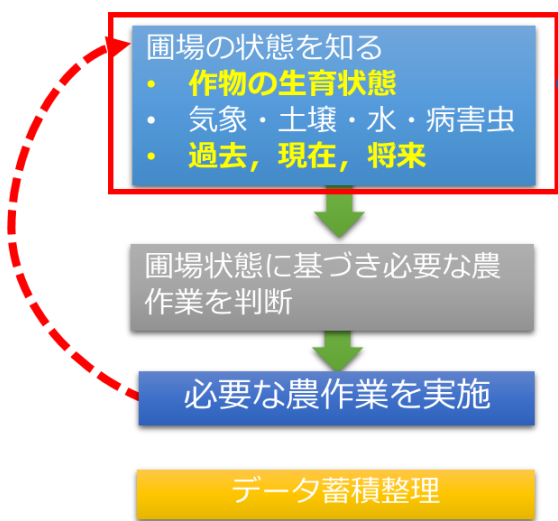 圃場の状態を知る
• 作物の生育状態
• 気象・土壌・水・病害虫
• 過去，現在，将来
圃場状態に基づき必要な農
作業を判断
必要な農作業を実施
データ蓄積整理